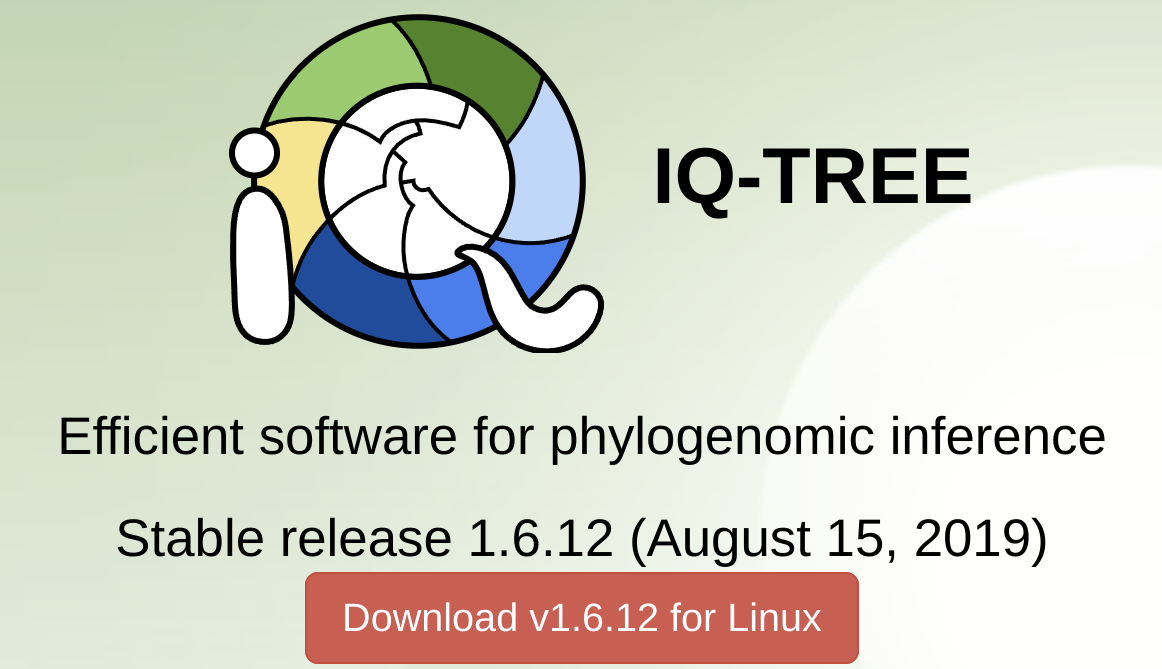 IQ-TREE
Efficient software for phylogenomic inference
Stable release 1.6.12 (August 15, 2019)
Download v1.6.12 for Linux